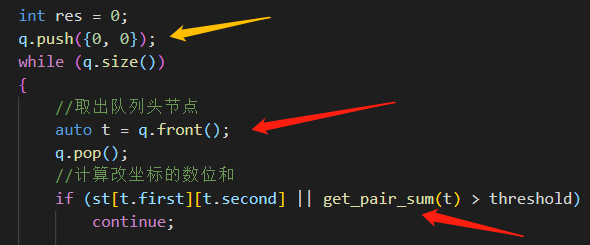 int res = 0;
q.push({0, 0});
while (q.size())
{
//取出队列头节点
auto t = q.front();
q.pop();
//计算改坐标的数位和
if (st[t.first][t.second] || get_pair_sum(t) > threshold)
continue;